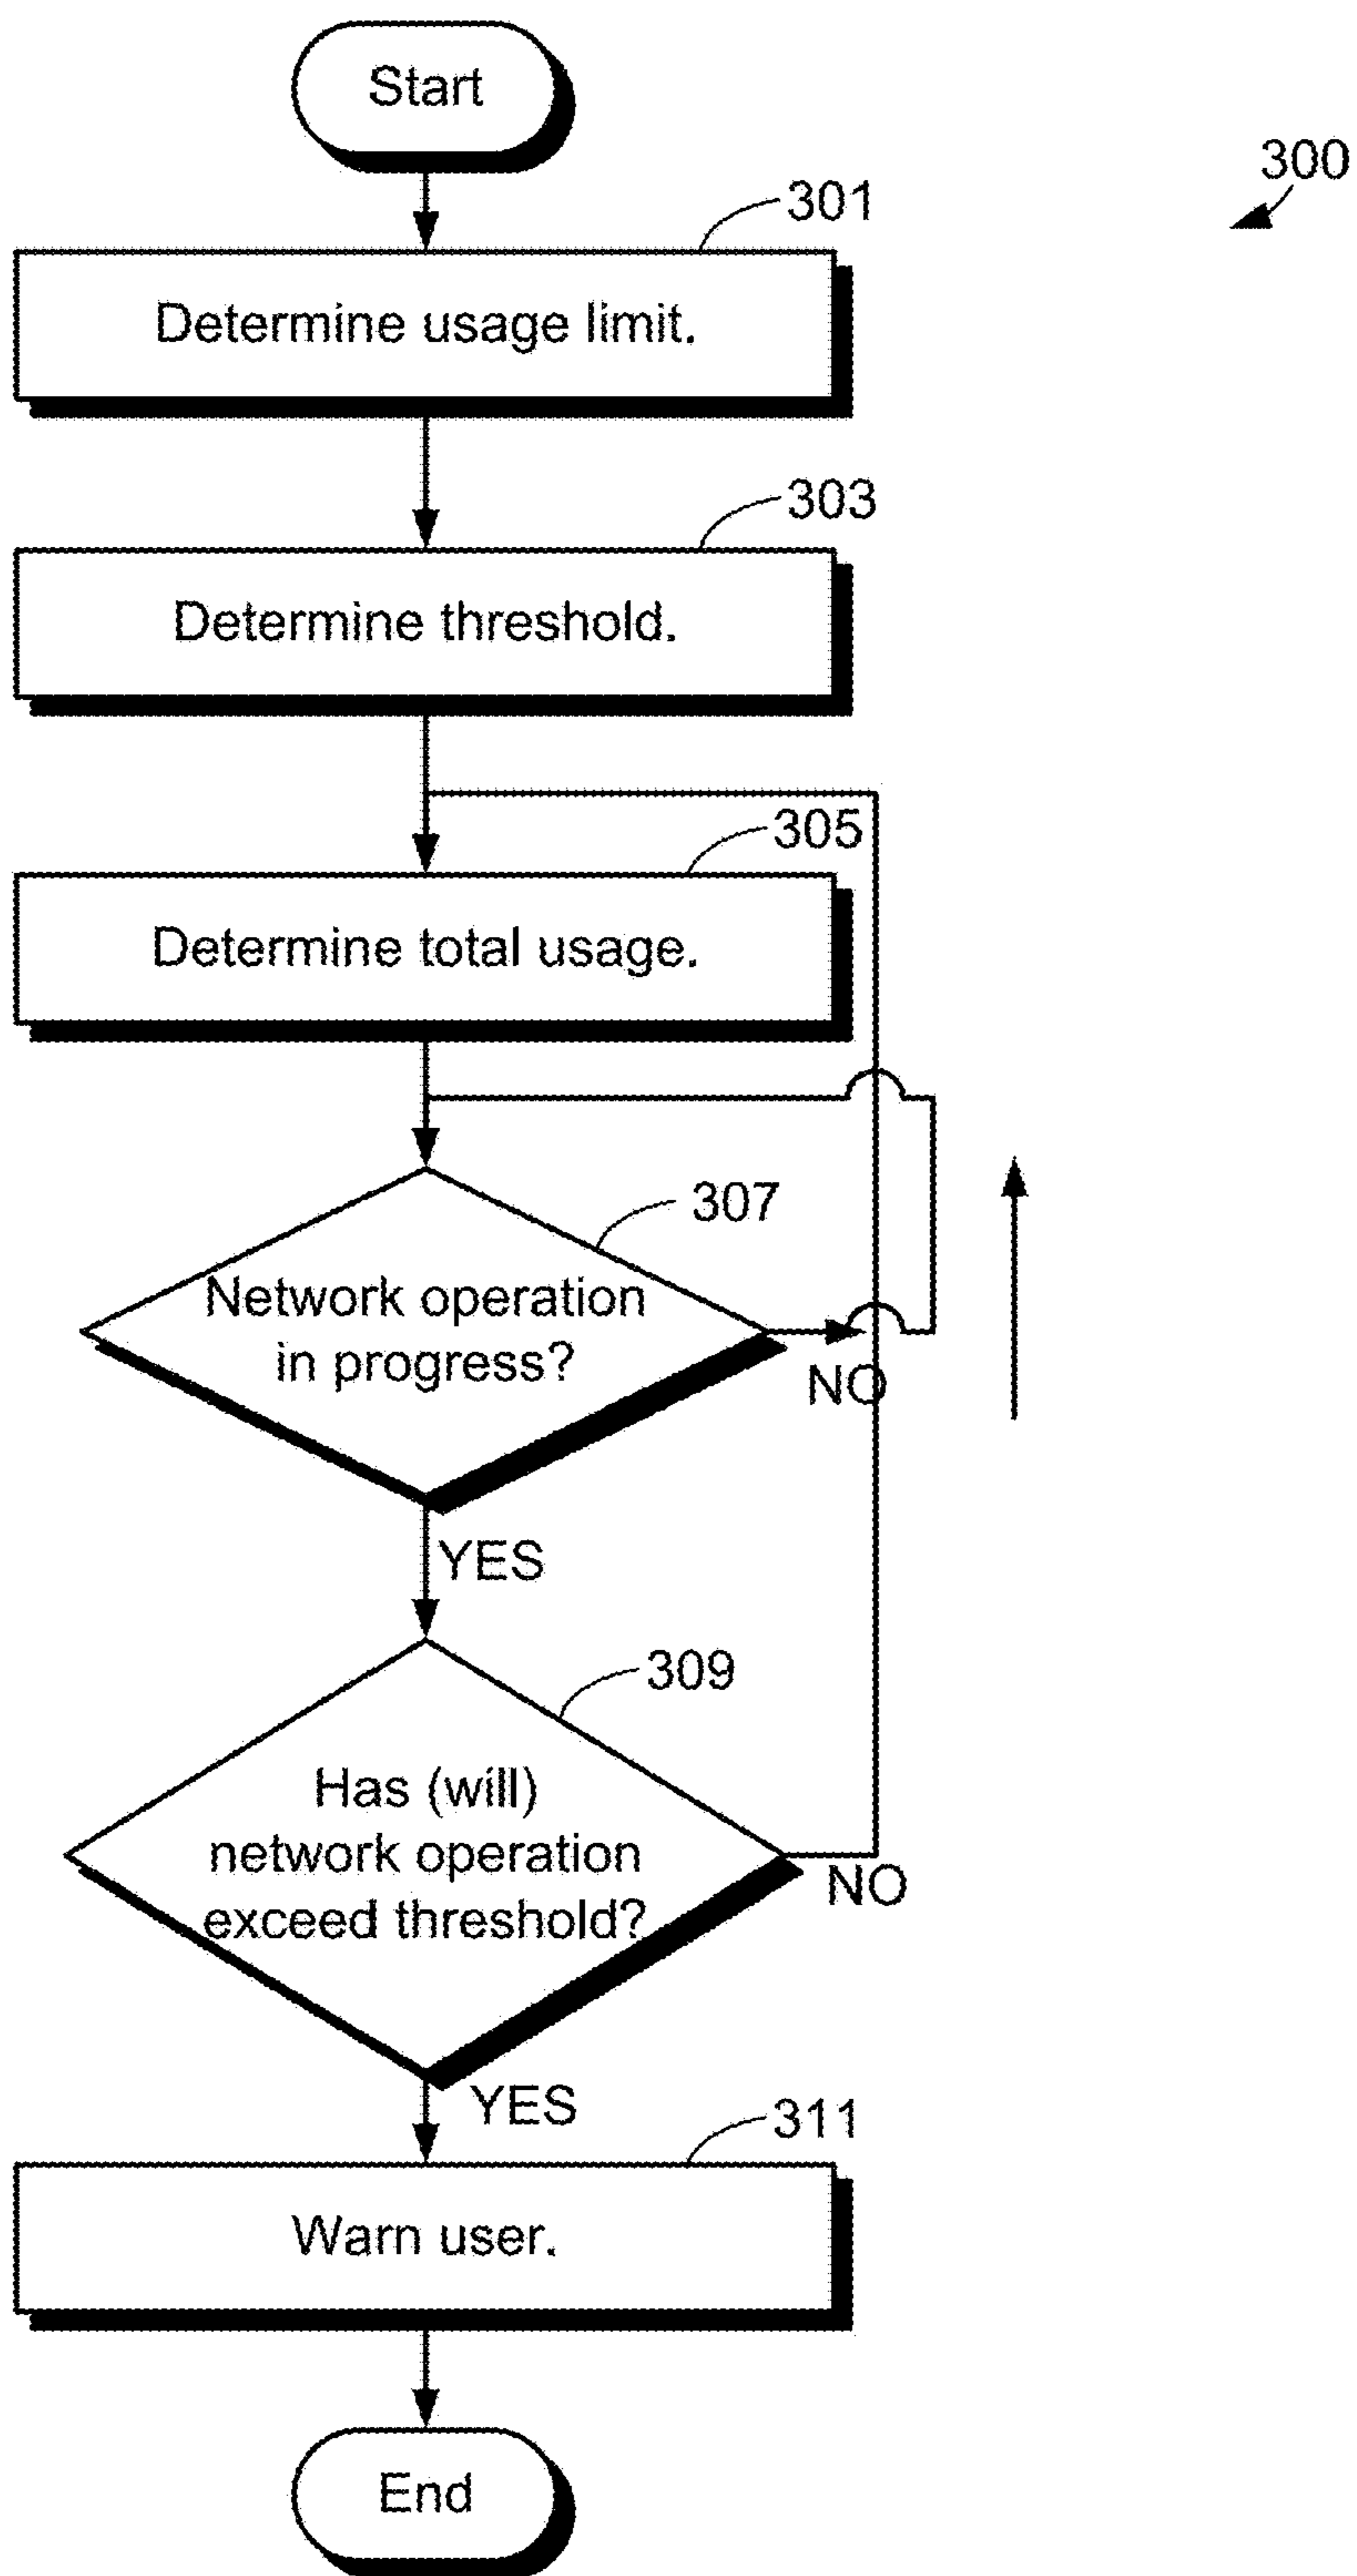 Start
300
301
Determine usage limit.
303
Determine threshold.
305
Determine total usage.
307
Network operation
in progress?
NO
YES
309
Has (will)
network operation
exceed threshold?
NO
YES
311
Warn user.
End